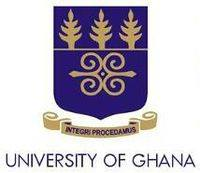 INTEGRI PROCEDAMUS
UNIVERSITY OF GHANA